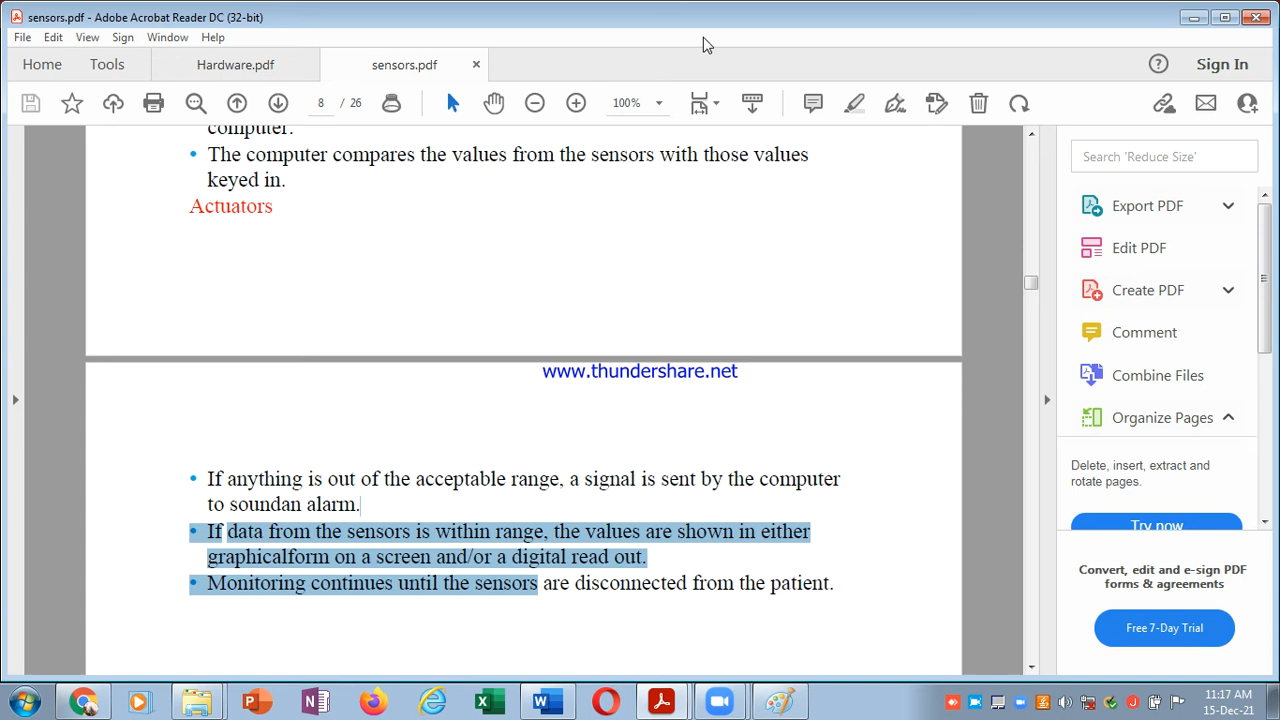 sensors.pdf - Adobe Acrobat Reader DC (32-bit)
File Edit View Sign Window Help
Home Tools Hardware.pdf sensors.pdf Sign In
8 / 26 100%
computer.
• The computer compares the values from the sensors with those values
keyed in.
Actuators
www.thundershare.net
• If anything is out of the acceptable range, a signal is sent by the computer
to soundan alarm.
• If data from the sensors is within range, the values are shown in either
graphicalform on a screen and/or a digital read out.
• Monitoring continues until the sensors are disconnected from the patient.
Search 'Reduce Size'
Export PDF
Edit PDF
Create PDF
Comment
Combine Files
Organize Pages
Delete, insert, extract and
rotate pages.
Try now
Convert, edit and e-sign PDF
forms & agreements
Free 7-Day Trial
11:17 AM
15-Dec-21